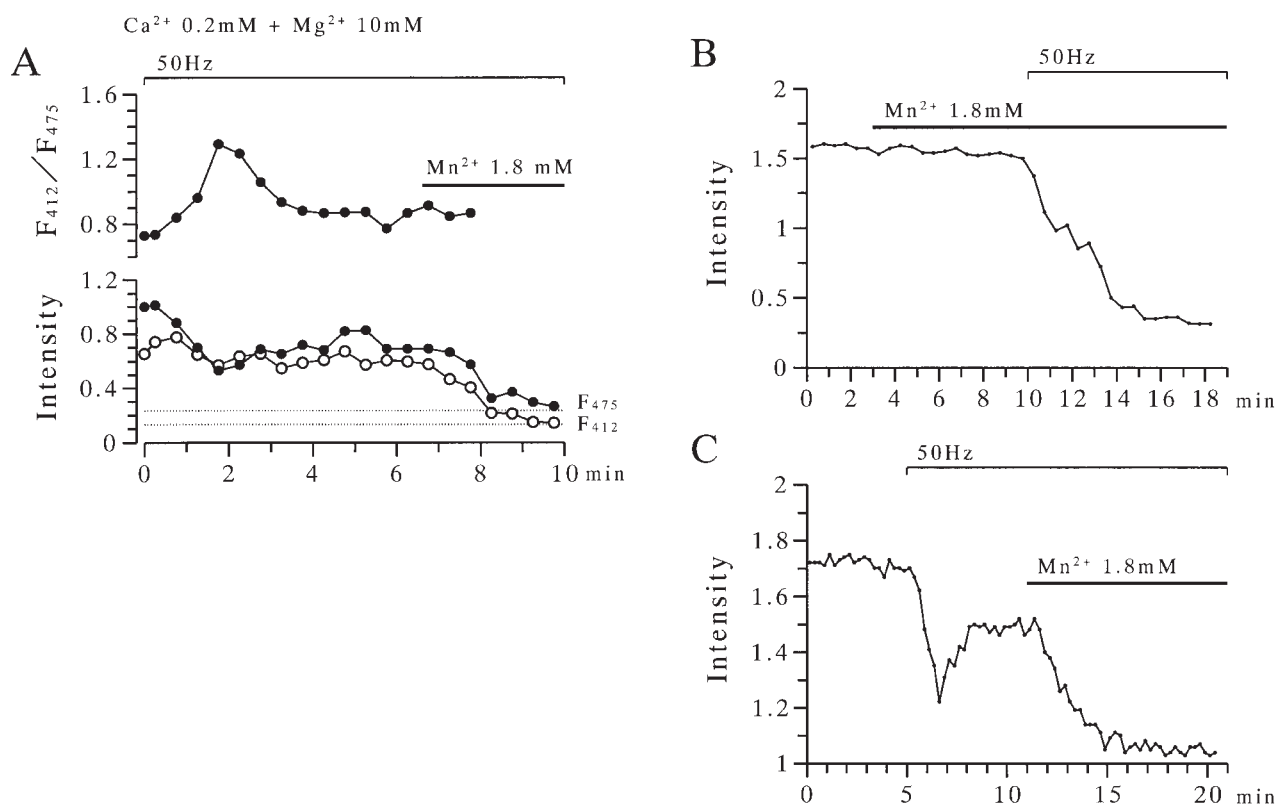 Ca²⁺ 0.2mM + Mg²⁺ 10mM
A
50Hz
1.6
1.2
0.8
F₄₁₂/F₄₇₅
Mn²⁺ 1.8 mM
1.2
0.8
0.4
0
Intensity
F₄₇₅
F₄₁₂
0 2 4 6 8 10 min
B
50Hz
Mn²⁺ 1.8mM
2
1.5
1
0.5
0
Intensity
0 2 4 6 8 10 12 14 16 18 min
C
50Hz
Mn²⁺ 1.8mM
2
1.8
1.6
1.4
1.2
1
Intensity
0 5 10 15 20 min